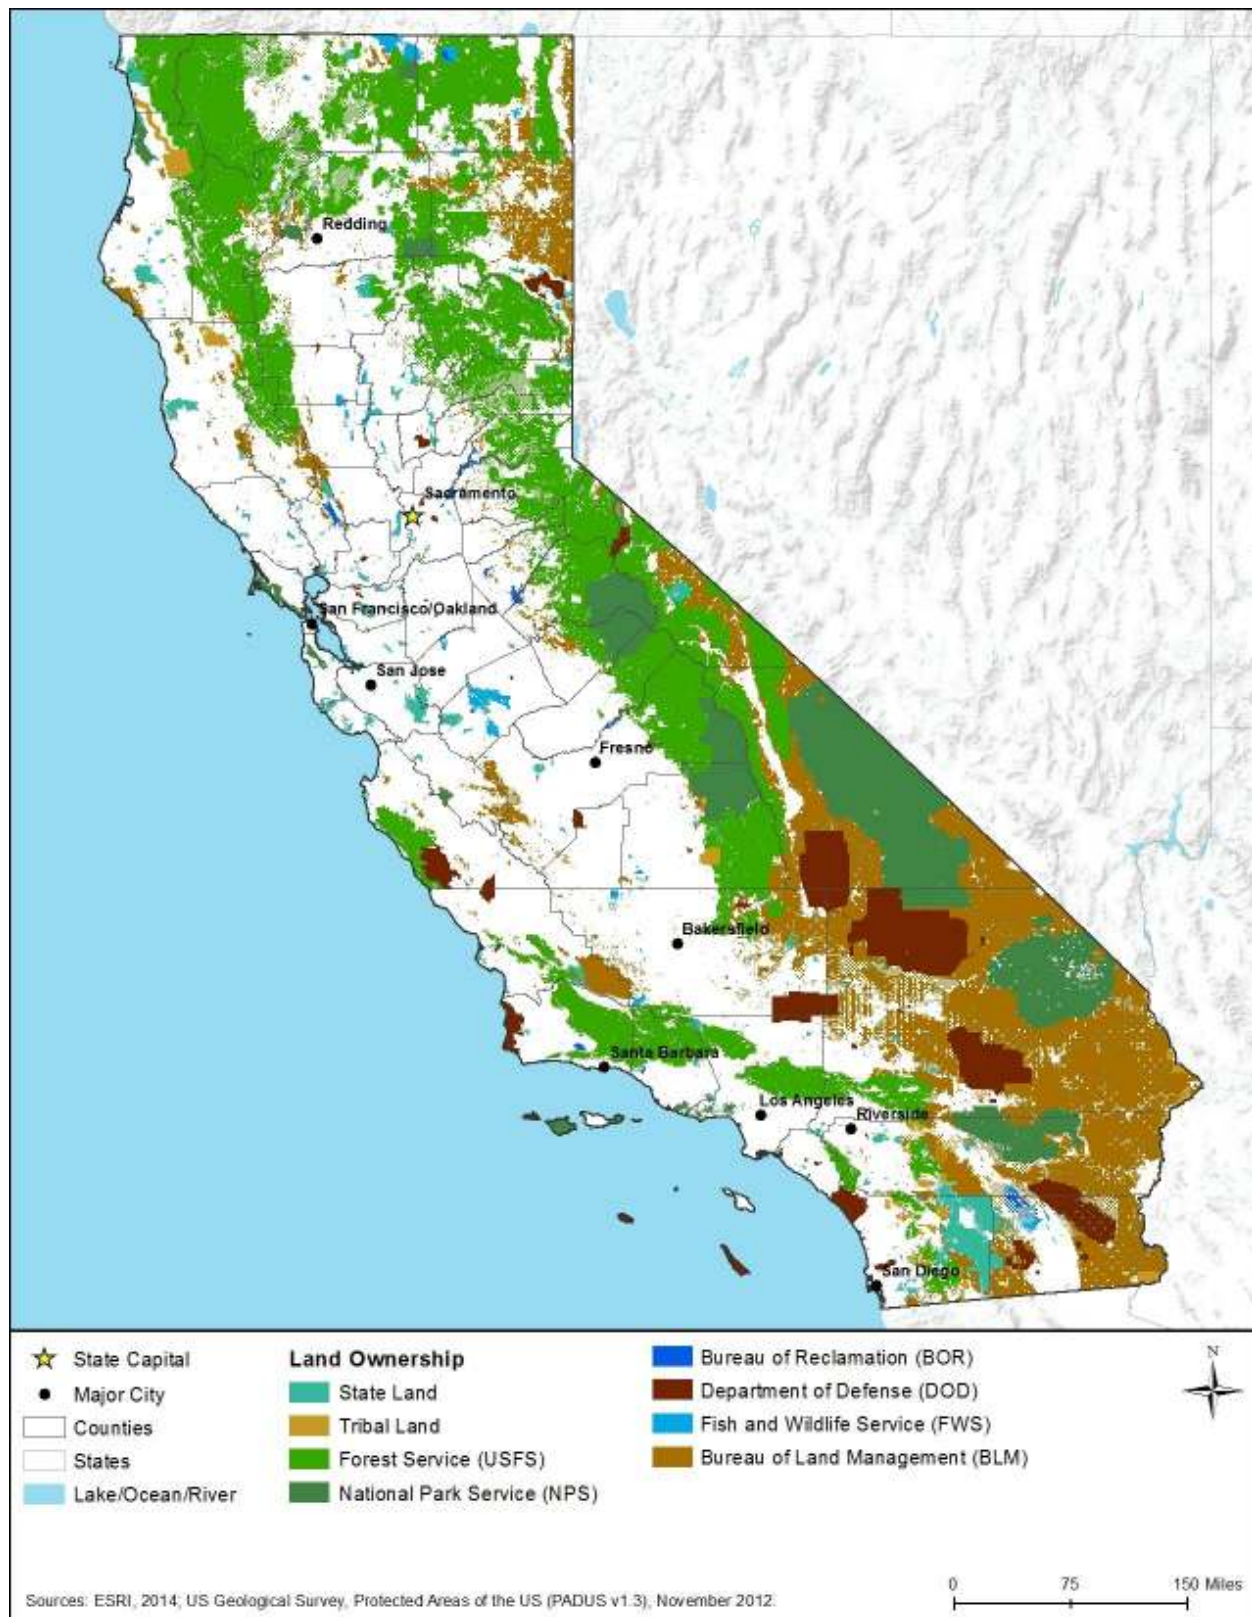 Redding
Sacramento
San Francisco/Oakland
San Jose
Fresno
Bakersfield
Santa Barbara
Los Angeles
Riverside
San Diego
State Capital
Major City
Counties
States
Lake/Ocean/River
Land Ownership
State Land
Tribal Land
Forest Service (USFS)
National Park Service (NPS)
Bureau of Reclamation (BOR)
Department of Defense (DOD)
Fish and Wildlife Service (FWS)
Bureau of Land Management (BLM)
N
0 75 150 Miles
Sources: ESRI, 2014; US Geological Survey, Protected Areas of the US (PADUS v1.3), November 2012.